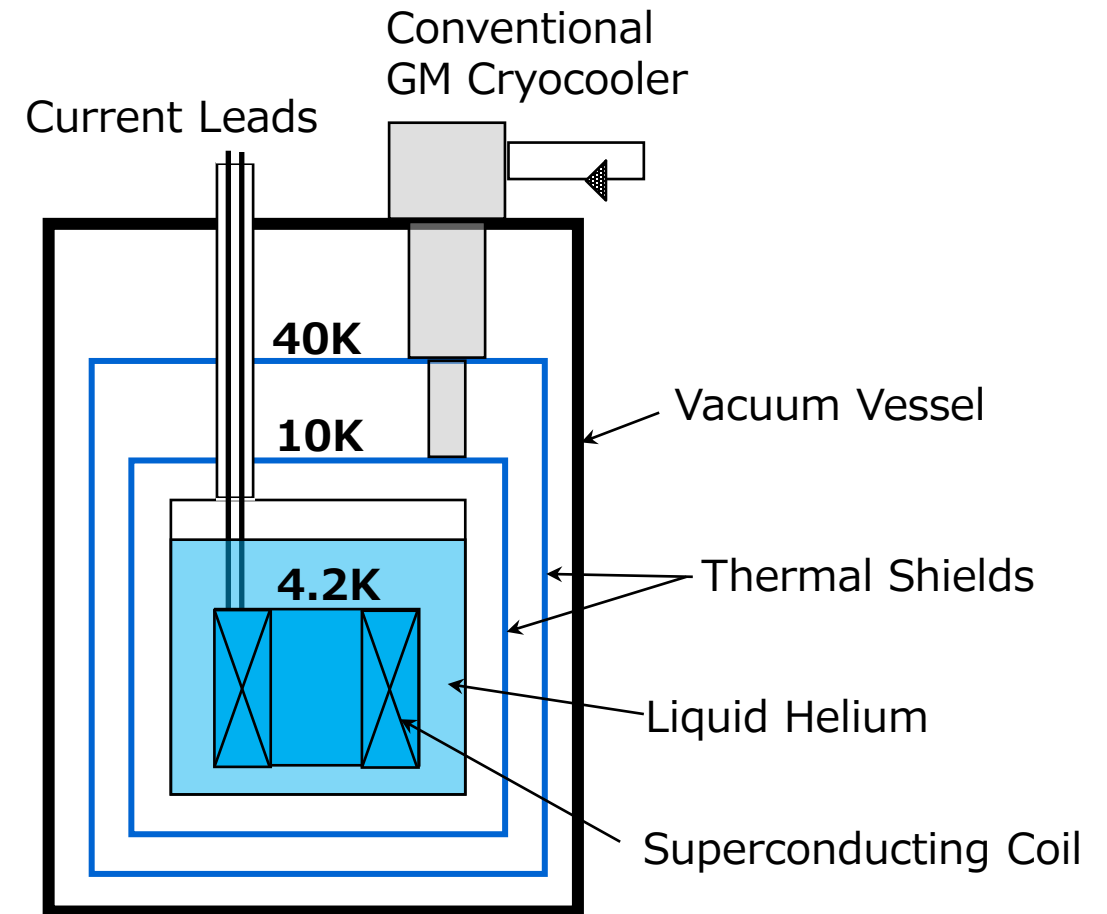 Conventional
GM Cryocooler
Current Leads
40K
10K
Vacuum Vessel
4.2K
Thermal Shields
Liquid Helium
Superconducting Coil